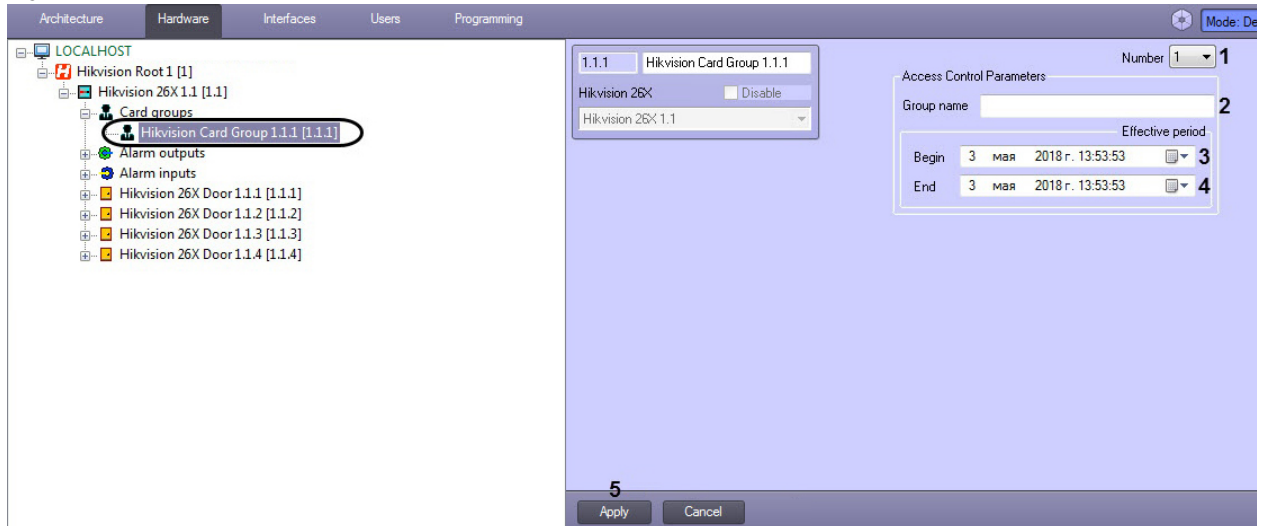 Architecture Hardware Interfaces Users Programming Mode: De
LOCALHOST
Hikvision Root 1 [1]
Hikvision 26X 1.1 [1.1]
Card groups
Hikvision Card Group 1.1.1 [1.1.1]
Alarm outputs
Alarm inputs
Hikvision 26X Door 1.1.1 [1.1.1]
Hikvision 26X Door 1.1.2 [1.1.2]
Hikvision 26X Door 1.1.3 [1.1.3]
Hikvision 26X Door 1.1.4 [1.1.4]
1.1.1 Hikvision Card Group 1.1.1
Hikvision 26X Disable
Hikvision 26X 1.1
Number 1 1
Access Control Parameters
Group name 2
Effective period
Begin 3 мая 2018 г. 13:53:53 3
End 3 мая 2018 г. 13:53:53 4
5
Apply Cancel